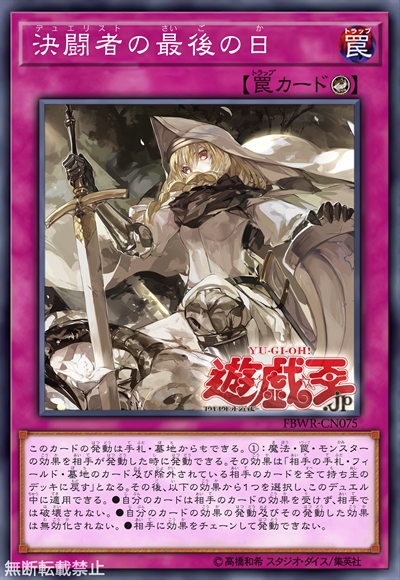 デュエリスト さいご か
決闘者の最後の日
トラップ
罠
トラップ
【罠カード】
YU-GI-OH!
遊戯王.jp
FBWR-CN075
このカードの発動は手札・墓地からもできる。①：魔法・罠・モンスター
の効果を相手が発動した時に発動できる。その効果は「相手の手札・フィー
ルド・墓地のカード及び除外されている相手のカードを全て持ち主の
デッキに戻す」となる。その後、以下の効果から1つを選択し、このデュエル
中に適用できる。●自分のカードは相手のカードの効果を受けず、相手で
は破壊されない。●自分のカードの効果の発動及びその発動した効果
は無効化されない。●相手に効果をチェーンして発動できない。
無断転載禁止
©高橋和希 スタジオ・ダイス/集英社